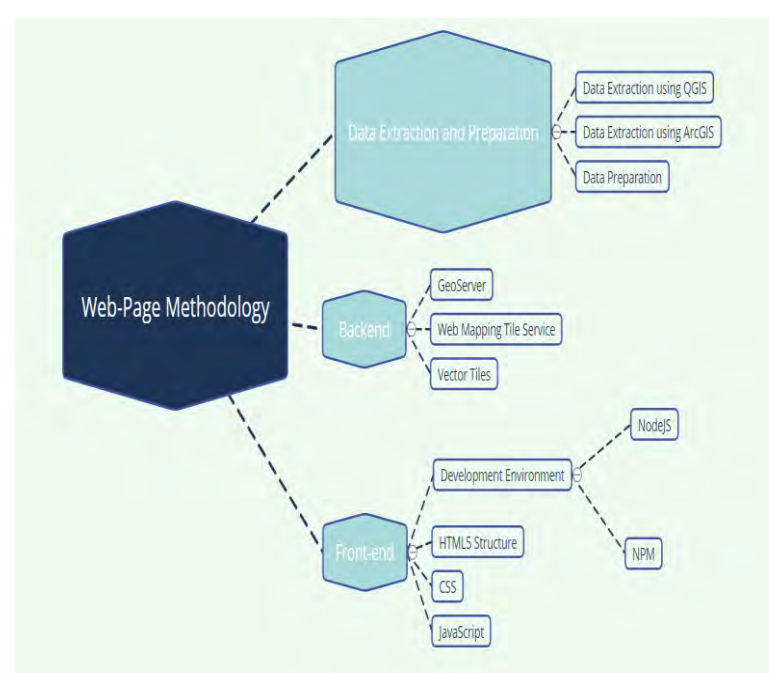 Web-Page Methodology
Data Extraction and Preparation
Data Extraction using QGIS
Data Extraction using ArcGIS
Data Preparation
Backend
GeoServer
Web Mapping Tile Service
Vector Tiles
Front-end
Development Environment
NodeJS
NPM
HTML5 Structure
CSS
JavaScript